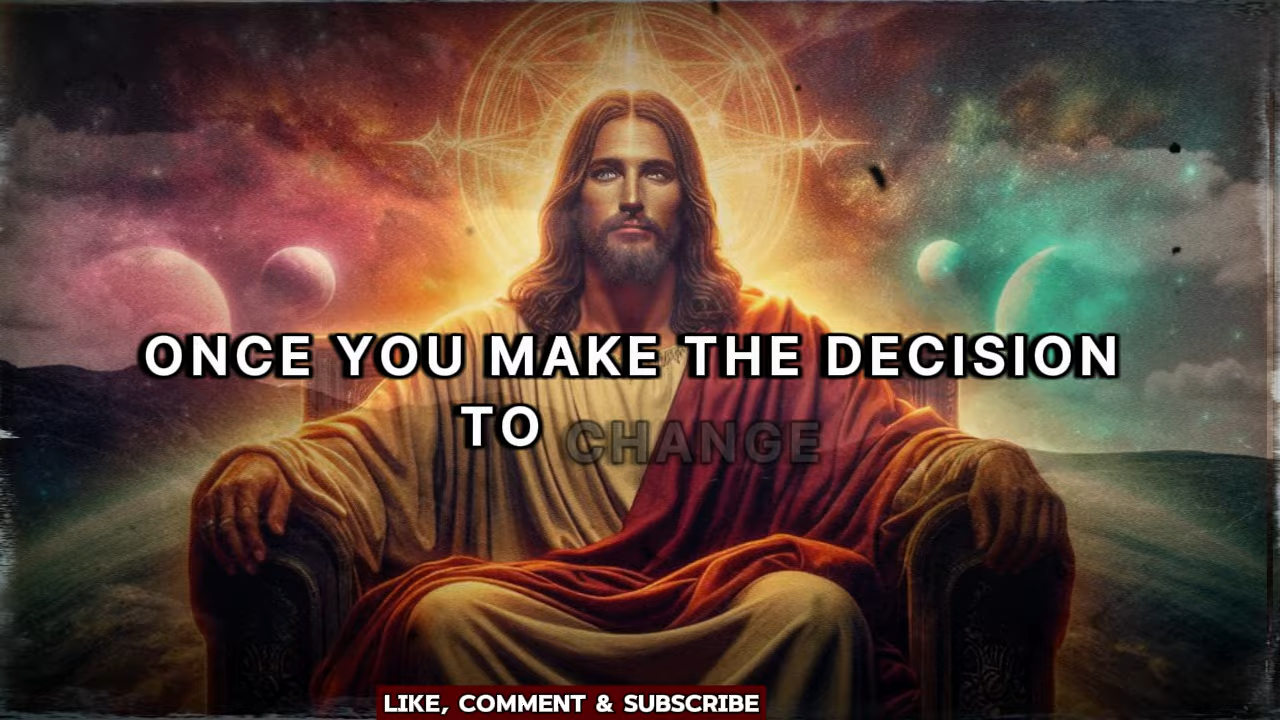 ONCE YOU MAKE THE DECISION
TO CHANGE
LIKE, COMMENT & SUBSCRIBE